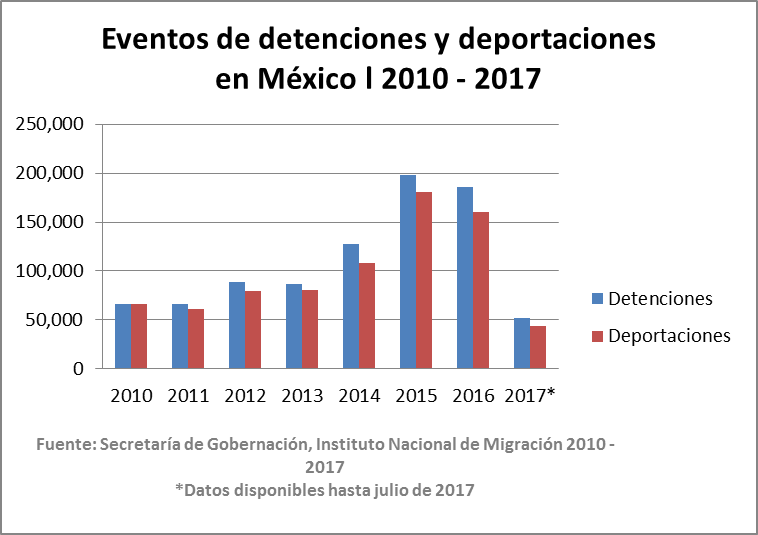 Eventos de detenciones y deportaciones
en México l 2010 - 2017
250,000
200,000
150,000
100,000
50,000
0
2010 2011 2012 2013 2014 2015 2016 2017*
Detenciones
Deportaciones
Fuente: Secretaría de Gobernación, Instituto Nacional de Migración 2010 -
2017
*Datos disponibles hasta julio de 2017